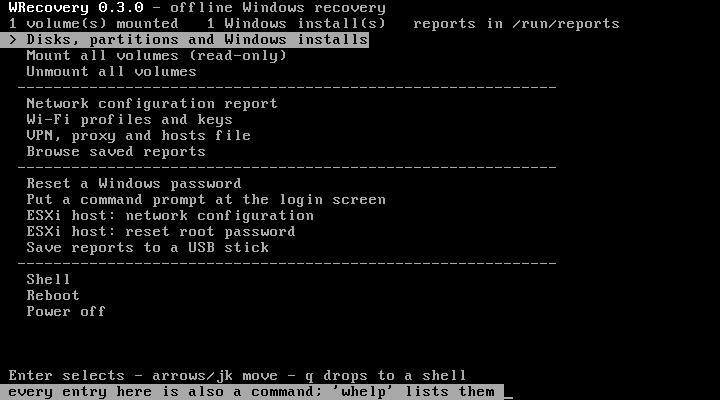 WRecovery 0.3.0 - offline Windows recovery
1 volume(s) mounted   1 Windows install(s)   reports in /run/reports
> Disks, partitions and Windows installs
Mount all volumes (read-only)
Unmount all volumes
------------------------------------------------------------
Network configuration report
Wi-Fi profiles and keys
VPN, proxy and hosts file
Browse saved reports
------------------------------------------------------------
Reset a Windows password
Put a command prompt at the login screen
ESXi host: network configuration
ESXi host: reset root password
Save reports to a USB stick
------------------------------------------------------------
Shell
Reboot
Power off
Enter selects - arrows/jk move - q drops to a shell
every entry here is also a command; 'whelp' lists them _